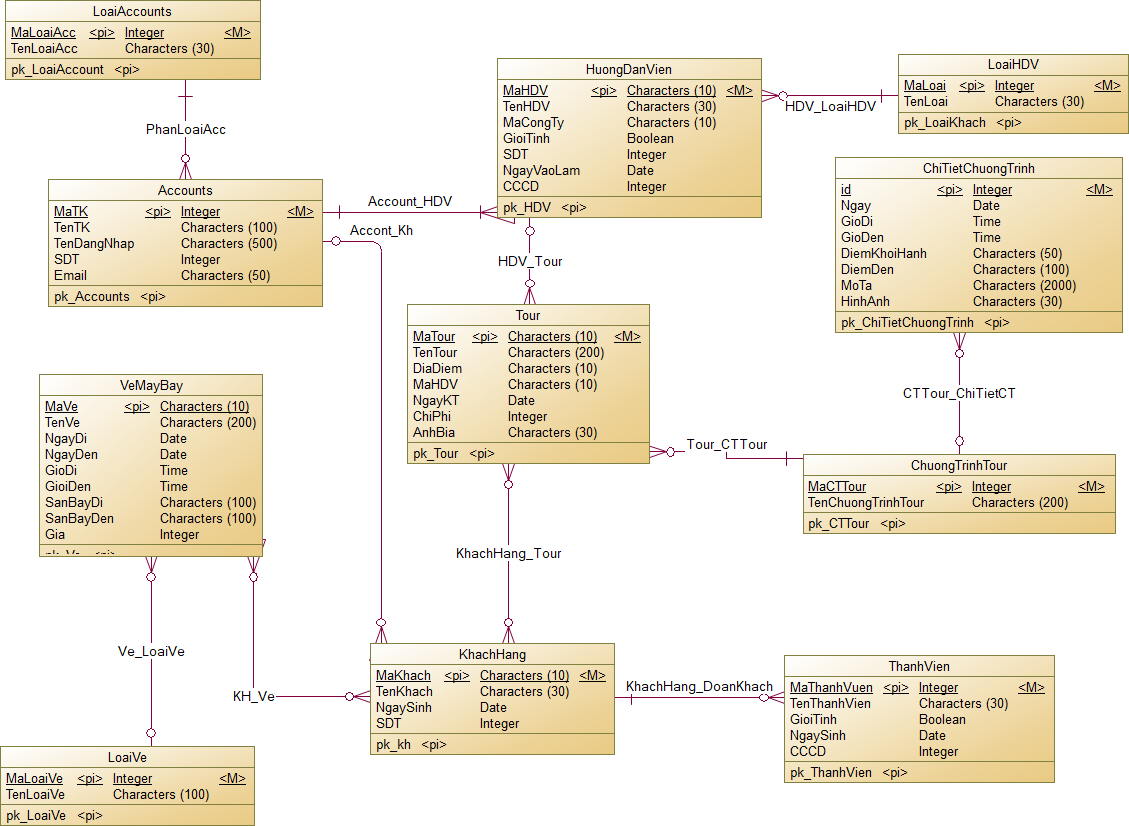 LoaiAccounts
MaLoaiAcc <pi> Integer <M>
TenLoaiAcc Characters (30)
pk_LoaiAccount <pi>
PhanLoaiAcc
Accounts
MaTK <pi> Integer <M>
TenTK Characters (100)
TenDangNhap Characters (500)
SDT Integer
Email Characters (50)
pk_Accounts <pi>
Account_HDV
Accont_Kh
HuongDanVien
MaHDV <pi> Characters (10) <M>
TenHDV Characters (30)
MaCongTy Characters (10)
GioiTinh Boolean
SDT Integer
NgayVaoLam Date
CCCD Integer
pk_HDV <pi>
HDV_LoaiHDV
LoaiHDV
MaLoai <pi> Integer <M>
TenLoai Characters (30)
pk_LoaiKhach <pi>
ChiTietChuongTrinh
id <pi> Integer <M>
Ngay Date
GioDi Time
GioDen Time
DiemKhoiHanh Characters (50)
DiemDen Characters (100)
MoTa Characters (2000)
HinhAnh Characters (30)
pk_ChiTietChuongTrinh <pi>
HDV_Tour
Tour
MaTour <pi> Characters (10) <M>
TenTour Characters (200)
DiaDiem Characters (10)
MaHDV Characters (10)
NgayKT Date
ChiPhi Integer
AnhBia Characters (30)
pk_Tour <pi>
CTTour_ChiTietCT
Tour_CTTour
ChuongTrinhTour
MaCTTour <pi> Integer <M>
TenChuongTrinhTour Characters (200)
pk_CTTour <pi>
VeMayBay
MaVe <pi> Characters (10)
TenVe Characters (200)
NgayDi Date
NgayDen Date
GioDi Time
GioiDen Time
SanBayDi Characters (100)
SanBayDen Characters (100)
Gia Integer
pk_Ve <pi>
KhachHang_Tour
Ve_LoaiVe
KH_Ve
KhachHang
MaKhach <pi> Characters (10) <M>
TenKhach Characters (30)
NgaySinh Date
SDT Integer
pk_kh <pi>
KhachHang_DoanKhach
ThanhVien
MaThanhVuen <pi> Integer <M>
TenThanhVien Characters (30)
GioiTinh Boolean
NgaySinh Date
CCCD Integer
pk_ThanhVien <pi>
LoaiVe
MaLoaiVe <pi> Integer <M>
TenLoaiVe Characters (100)
pk_LoaiVe <pi>